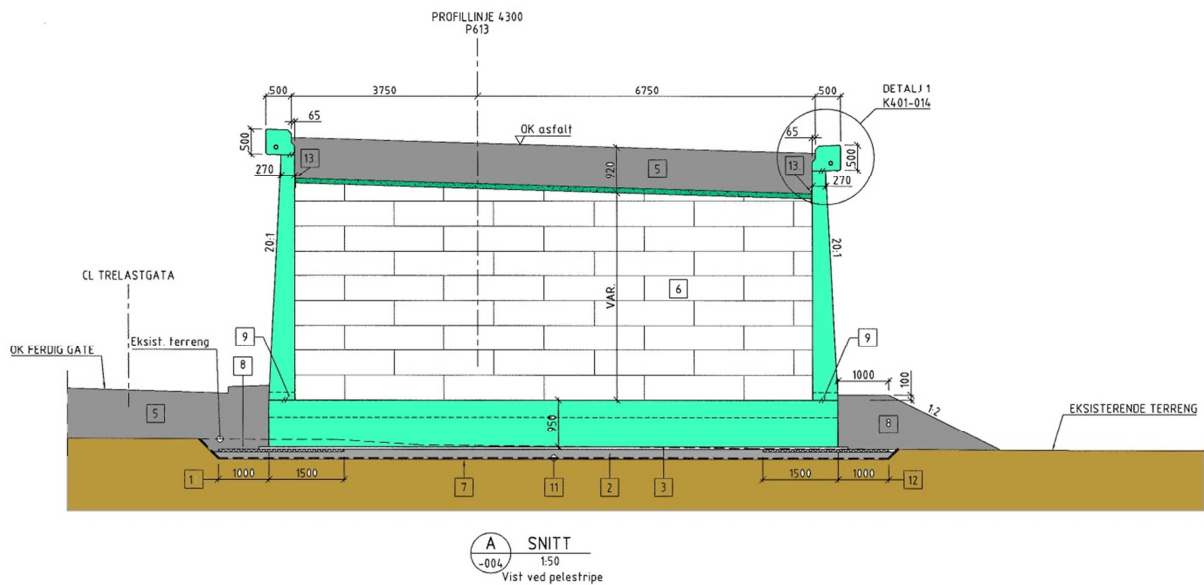 PROFILLINJE 4300
P613
500 3750 6750 500
DETALJ 1
K401-014
65 65
OK asfalt
500 500
13 5 13
270 920 270
20:1 20:1
CL TRELASTGATA
VAR. 6
Eksist. terreng
9 9
OK FERDIG GATE
8 1000 100
1:2
5 950 8
EKSISTERENDE TERRENG
1 1000 1500 7 11 2 3 1500 1000 12
A SNITT
-004 1:50
Vist ved pelestripe